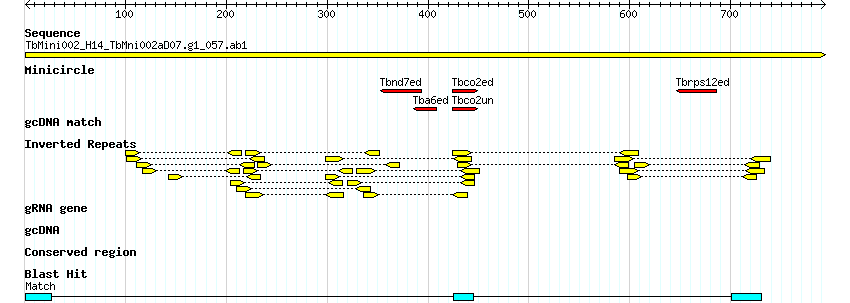 100 200 300 400 500 600 700
Sequence
TbMini002_H14_TbMni002aD07.g1_057.ab1
Minicircle
Tbnd7ed Tbco2ed Tbrps12ed
Tba6ed Tbco2un
gcDNA match
Inverted Repeats
gRNA gene
gcDNA
Conserved region
Blast Hit
Match